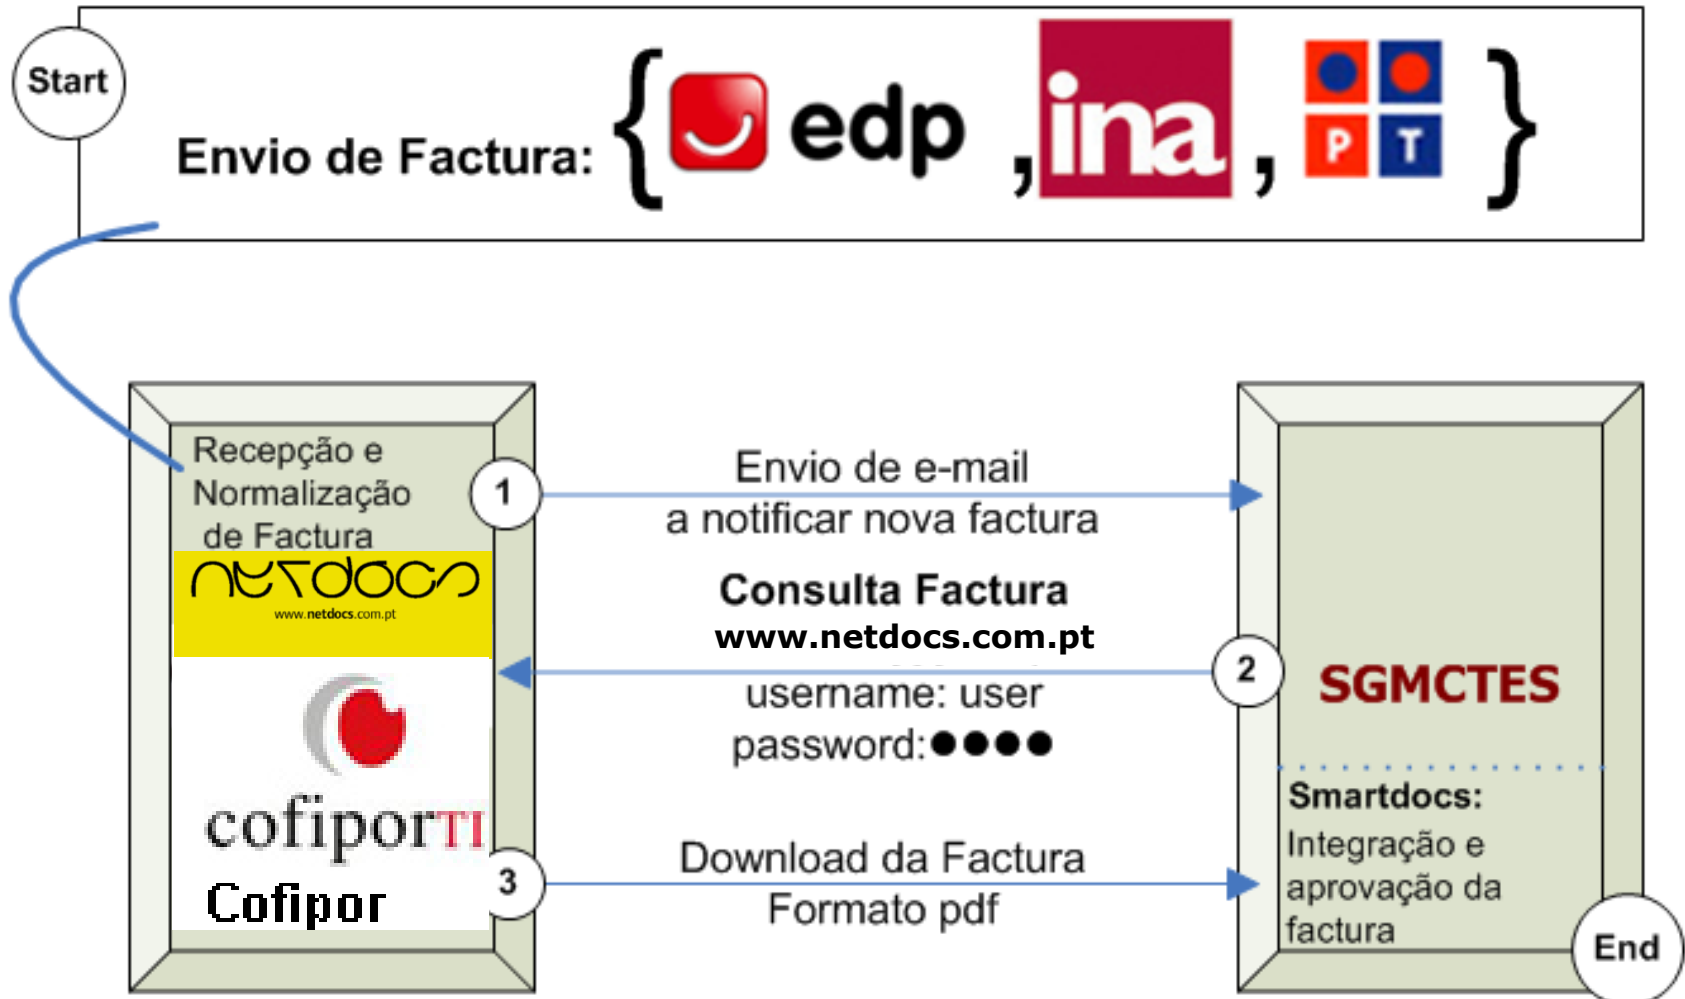 Start
Envio de Factura: { edp , ina , P T }
Recepção e
Normalização
de Factura
netdocs
www.netdocs.com.pt
cofiporTI
Cofipor
1
Envio de e-mail
a notificar nova factura
Consulta Factura
www.netdocs.com.pt
2
username: user
password:●●●●
3
Download da Factura
Formato pdf
SGMCTES
Smartdocs:
Integração e
aprovação da
factura
End